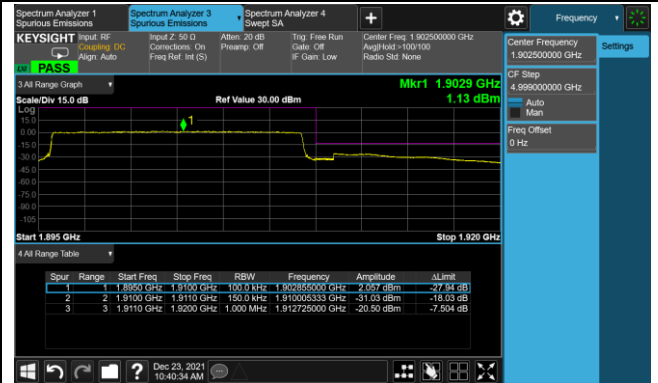 Spectrum Analyzer 1
Spurious Emissions
Spectrum Analyzer 3
Spurious Emissions
Spectrum Analyzer 4
Swept SA
+
Frequency
KEYSIGHT
Input: RF
Coupling: DC
Align: Auto
Input Z: 50 Ω
Corrections: On
Freq Ref: Int (S)
Atten: 20 dB
Preamp: Off
Trig: Free Run
Gate: Off
IF Gain: Low
Center Freq: 1.902500000 GHz
Avg|Hold:>100/100
Radio Std: None
PASS
Center Frequency
1.902500000 GHz
Settings
CF Step
4.999000000 GHz
Auto
Man
Freq Offset
0 Hz
3 All Range Graph
Mkr1 1.9029 GHz
Scale/Div 15.0 dB
Ref Value 30.00 dBm
1.13 dBm
Log
15.0
0.00
-15.0
-30.0
-45.0
-60.0
-75.0
-90.0
-105
1
Start 1.895 GHz
Stop 1.920 GHz
4 All Range Table
Spur Range Start Freq Stop Freq RBW Frequency Amplitude ΔLimit
1 1 1.8950 GHz 1.9100 GHz 100.0 kHz 1.902855000 GHz 2.057 dBm -27.94 dB
2 2 1.9100 GHz 1.9110 GHz 150.0 kHz 1.910005333 GHz -31.03 dBm -18.03 dB
3 3 1.9110 GHz 1.9200 GHz 1.000 MHz 1.912725000 GHz -20.50 dBm -7.504 dB
?
Dec 23, 2021
10:40:34 AM